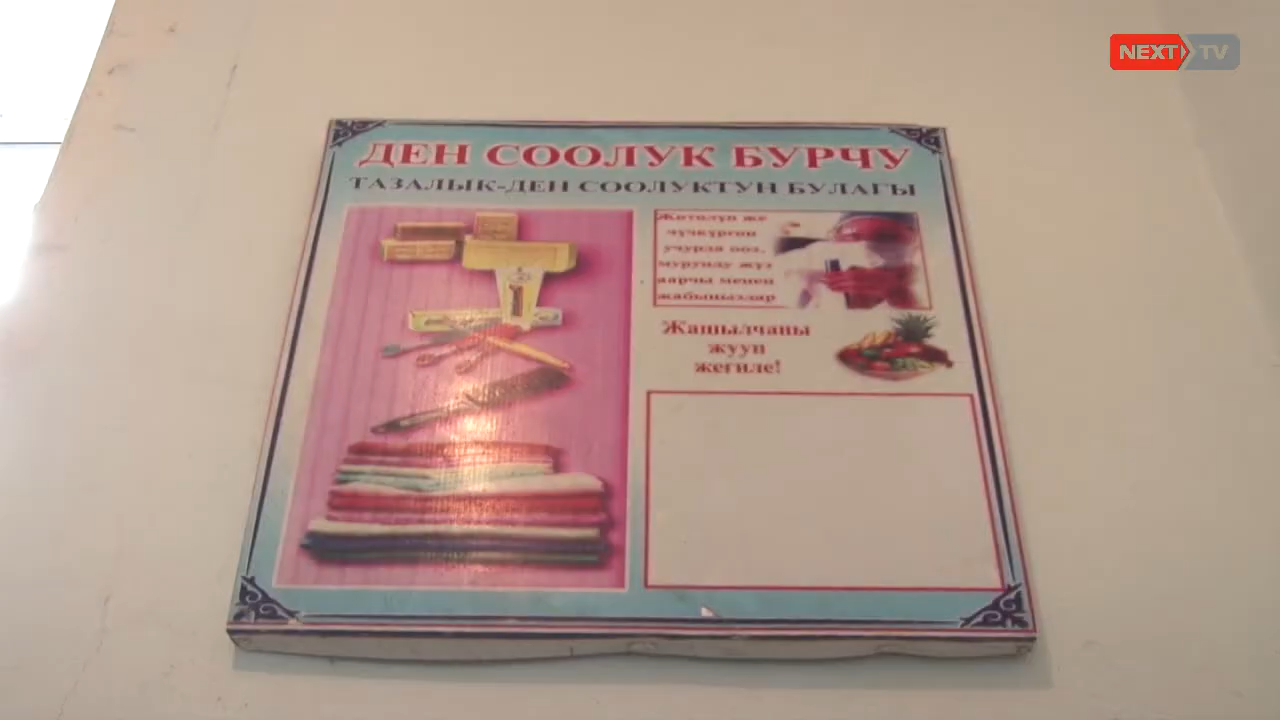 NEXT TV
ДЕН СООЛУК БУРЧУ
ТАЗАЛЫК-ДЕН СООЛУКТУН БУЛАГЫ
Жөтөлүп же
чүчкүргөн
учурда ооз,
мурунду жүз
аарчы менен
жабыңыздар
Жашылчаны
жууп
жегиле!